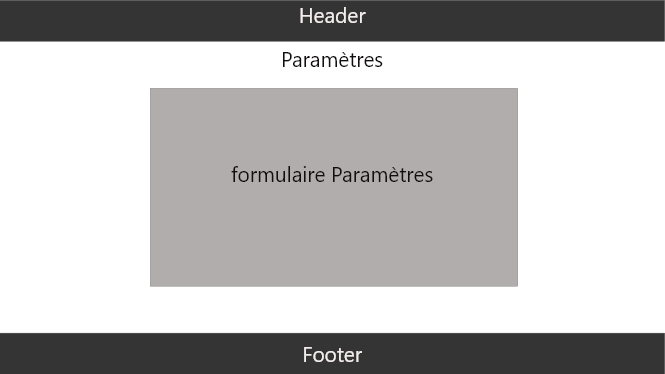 Header
Paramètres
formulaire Paramètres
Footer